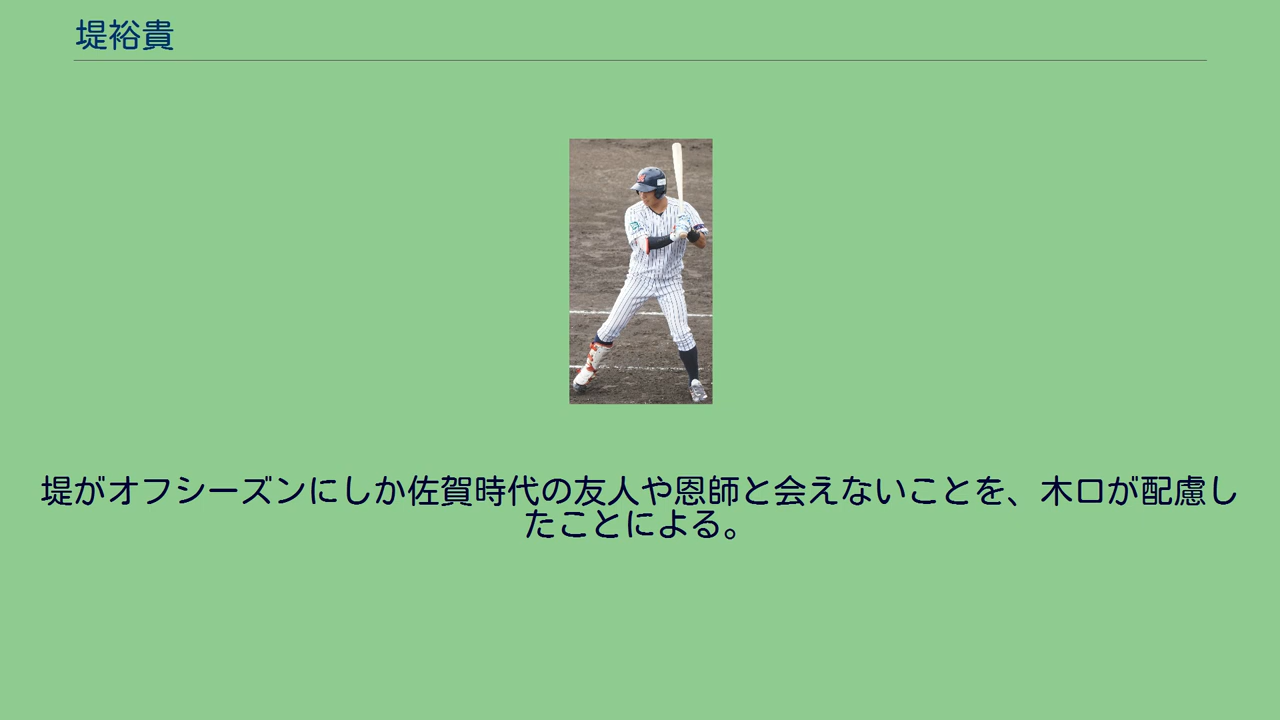 堤裕貴
堤がオフシーズンにしか佐賀時代の友人や恩師と会えないことを、木口が配慮し
たことによる。